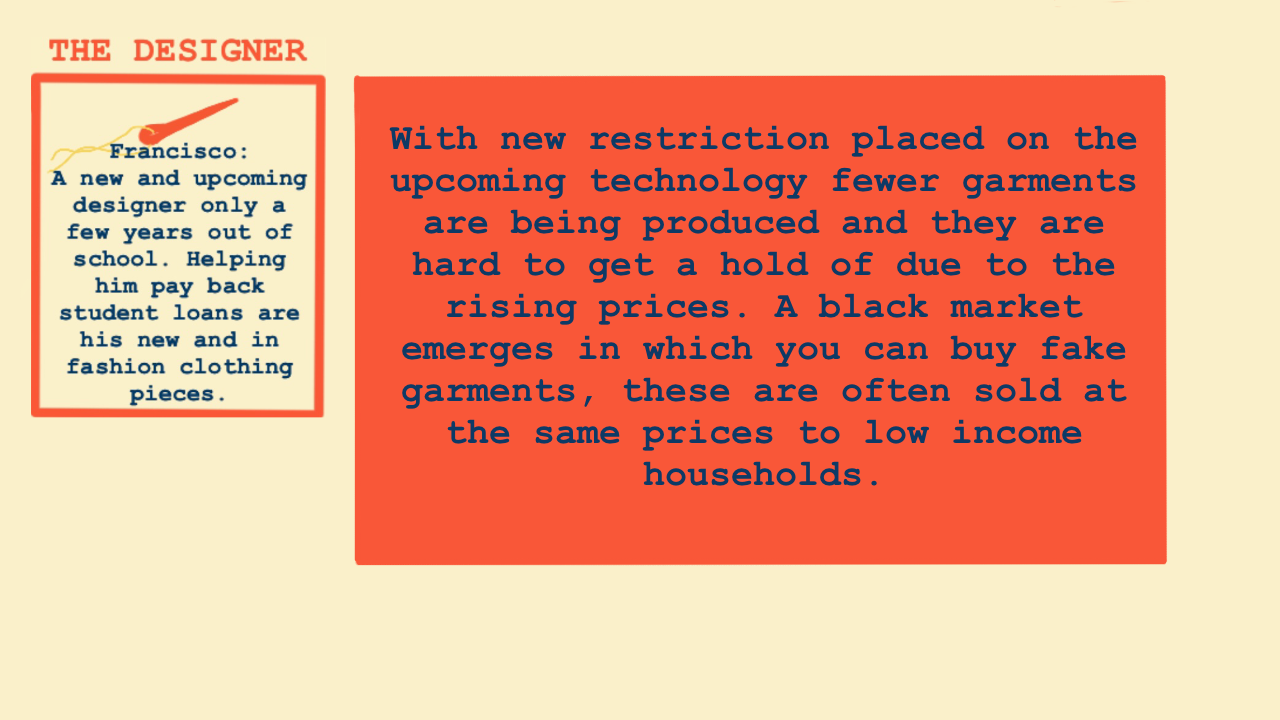 THE DESIGNER
Francisco:
A new and upcoming
designer only a
few years out of
school. Helping
him pay back
student loans are
his new and in
fashion clothing
pieces.
With new restriction placed on the
upcoming technology fewer garments
are being produced and they are
hard to get a hold of due to the
rising prices. A black market
emerges in which you can buy fake
garments, these are often sold at
the same prices to low income
households.